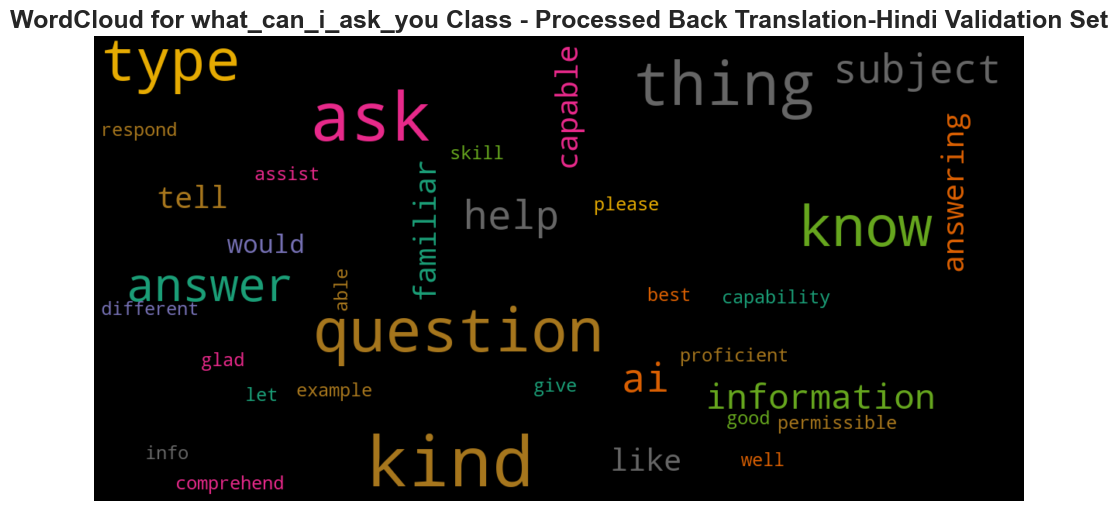 WordCloud for what_can_i_ask_you Class - Processed Back Translation-Hindi Validation Set
type
thing
subject
capable
ask
respond
answering
skill
assist
familiar
tell
help
please
know
would
answer
able
best
capability
different
question
proficient
glad
ai
let
example
give
information
good
permissible
kind
info
like
well
comprehend